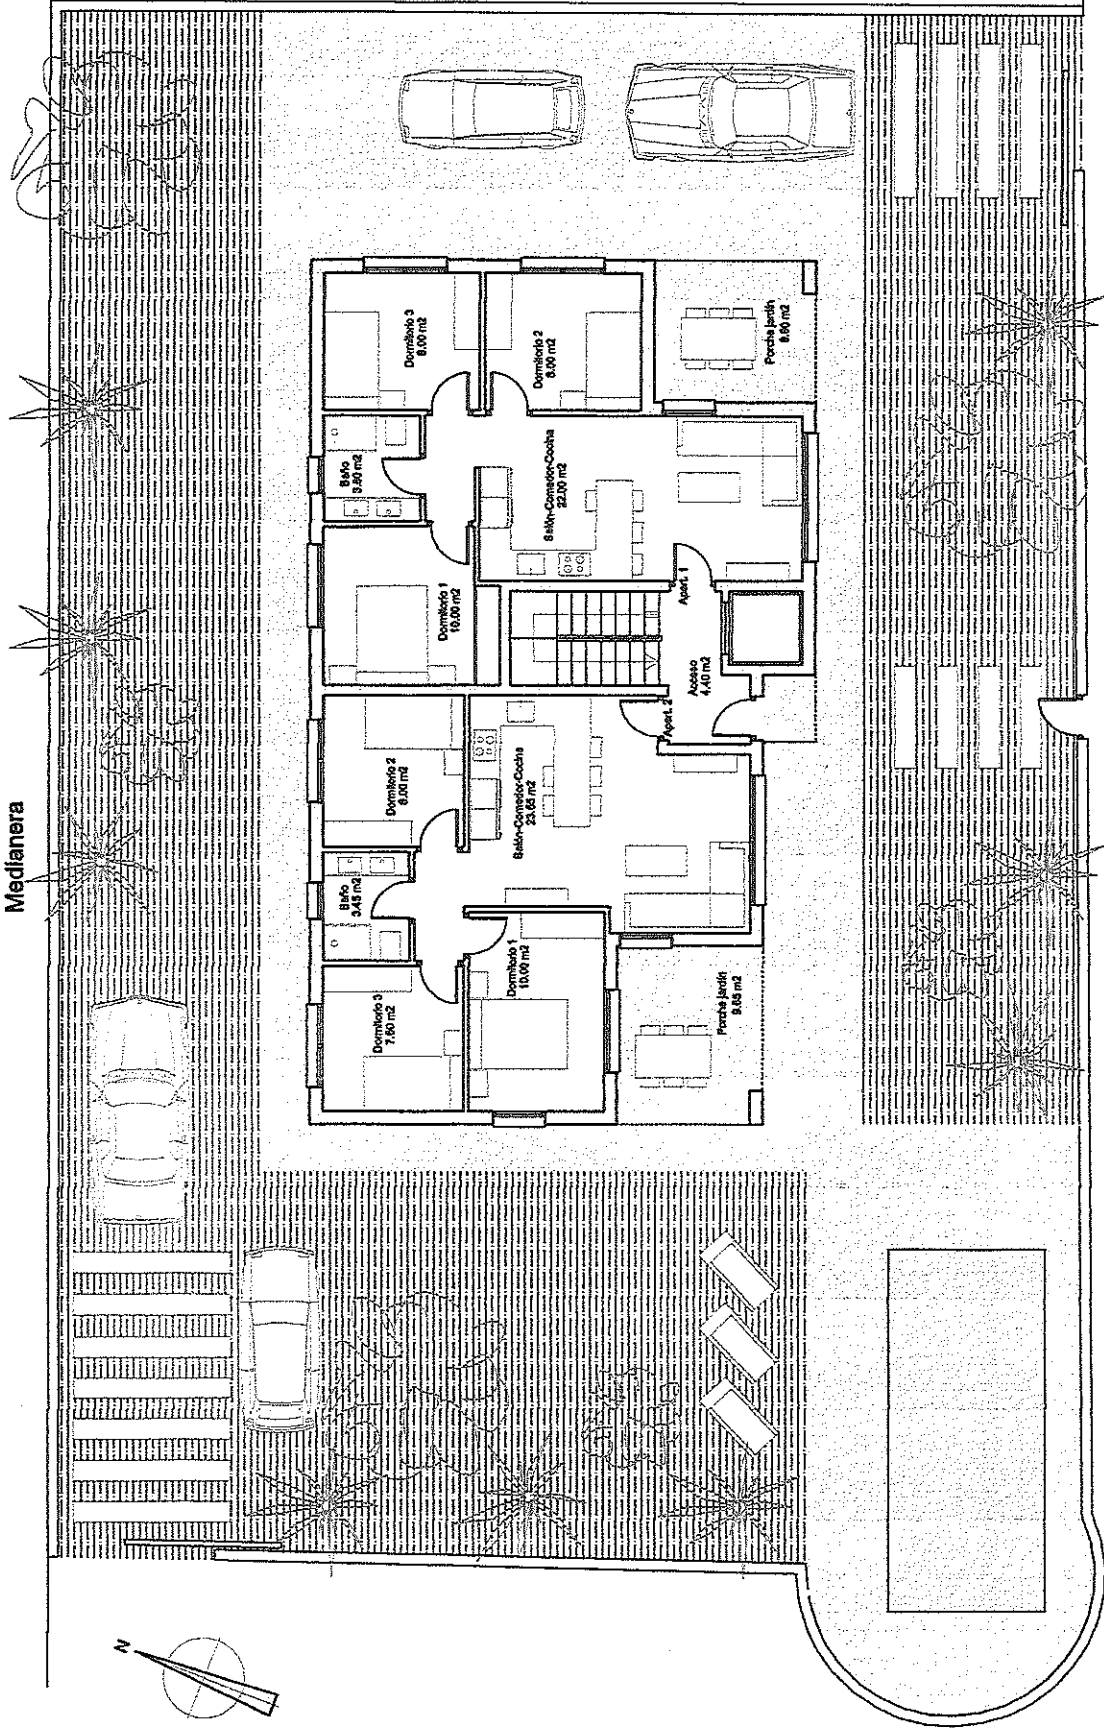 Medianera
Dormitorio 3
8.00 m2
Dormitorio 2
8.00 m2
Porche jardín
9.60 m2
Baño
3.60 m2
Salón-Comedor-Cocina
22.00 m2
Dormitorio 1
10.00 m2
Apart. 1
Acceso
4.40 m2
Apart. 2
Dormitorio 2
8.00 m2
Salón-Comedor-Cocina
23.65 m2
Baño
3.45 m2
Dormitorio 3
7.60 m2
Dormitorio 1
10.00 m2
Porche jardín
9.65 m2
N